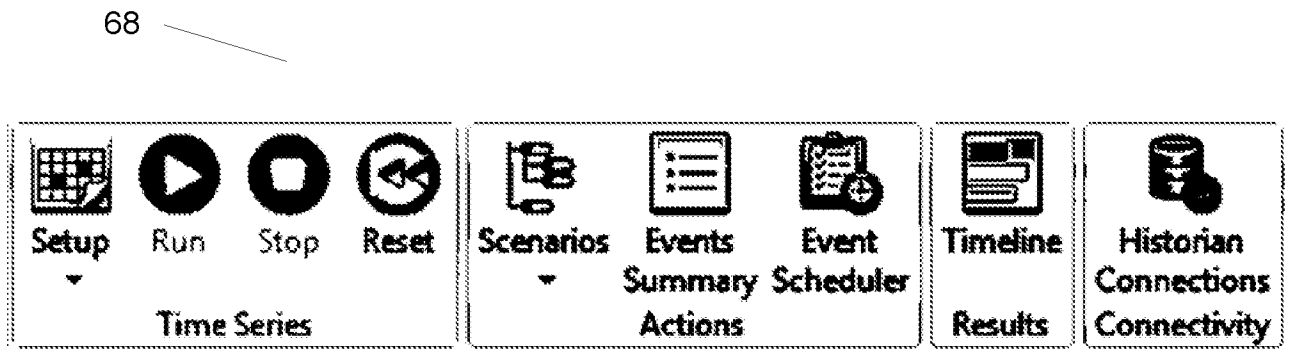 68
Setup Run Stop Reset Scenarios Events Event Timeline Historian
Summary Scheduler Connections
Time Series Actions Results Connectivity